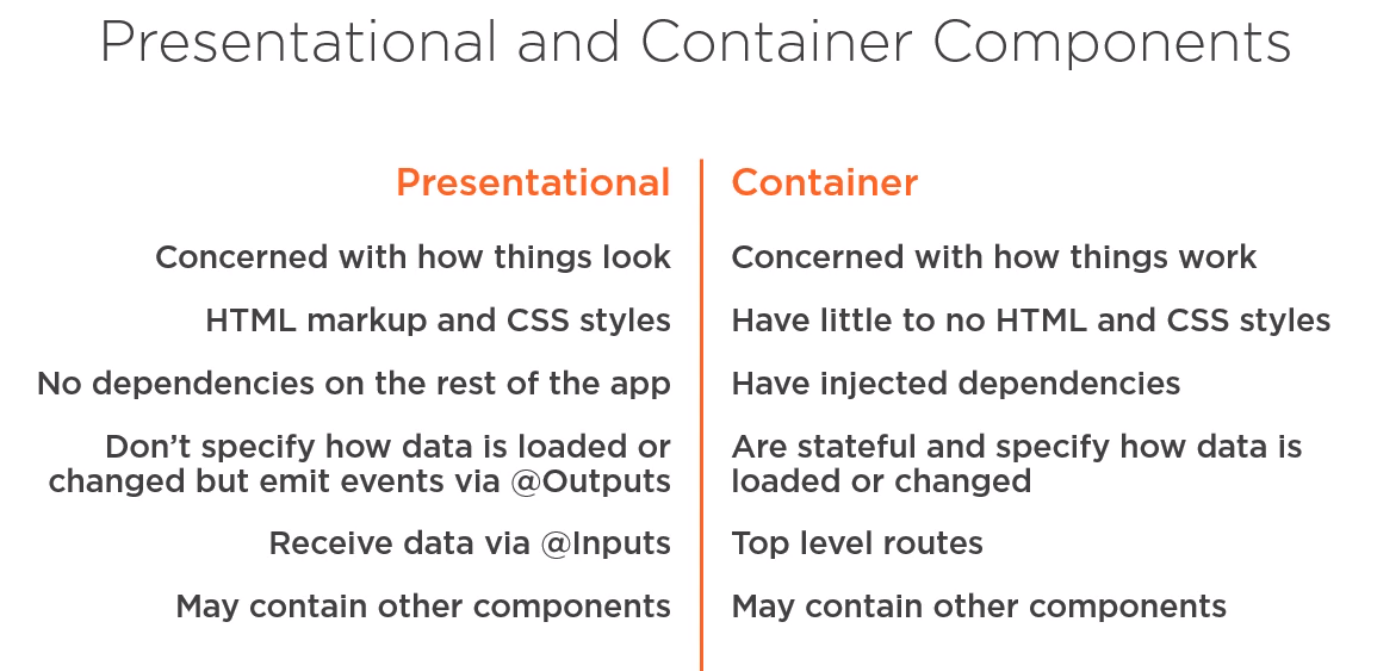 Presentational and Container Components
Presentational
Concerned with how things look
HTML markup and CSS styles
No dependencies on the rest of the app
Don’t specify how data is loaded or
changed but emit events via @Outputs
Receive data via @Inputs
May contain other components
Container
Concerned with how things work
Have little to no HTML and CSS styles
Have injected dependencies
Are stateful and specify how data is
loaded or changed
Top level routes
May contain other components